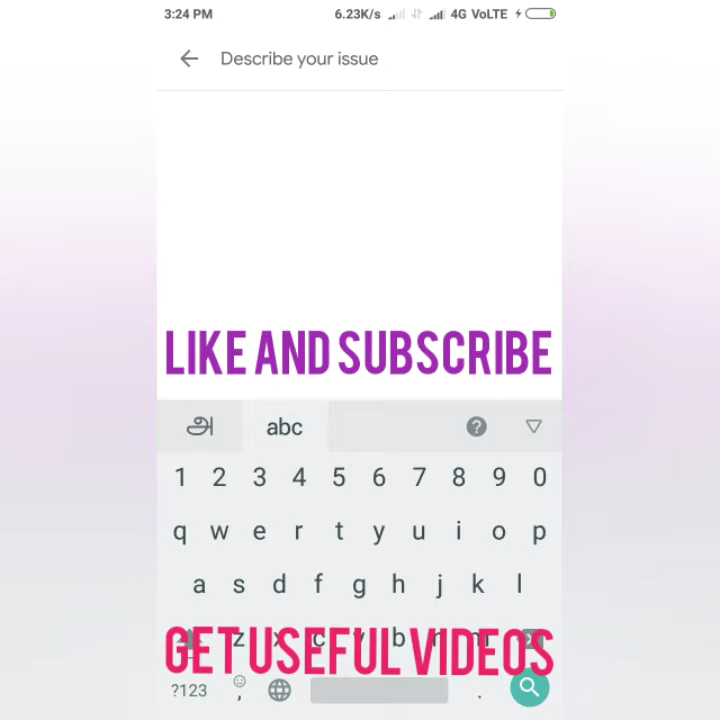 3:24 PM 6.23K/s 4G VoLTE
Describe your issue
LIKE AND SUBSCRIBE
அ abc ?
1 2 3 4 5 6 7 8 9 0
q w e r t y u i o p
a s d f g h j k l
z x c v b n m
GET USEFUL VIDEOS
?123 , .